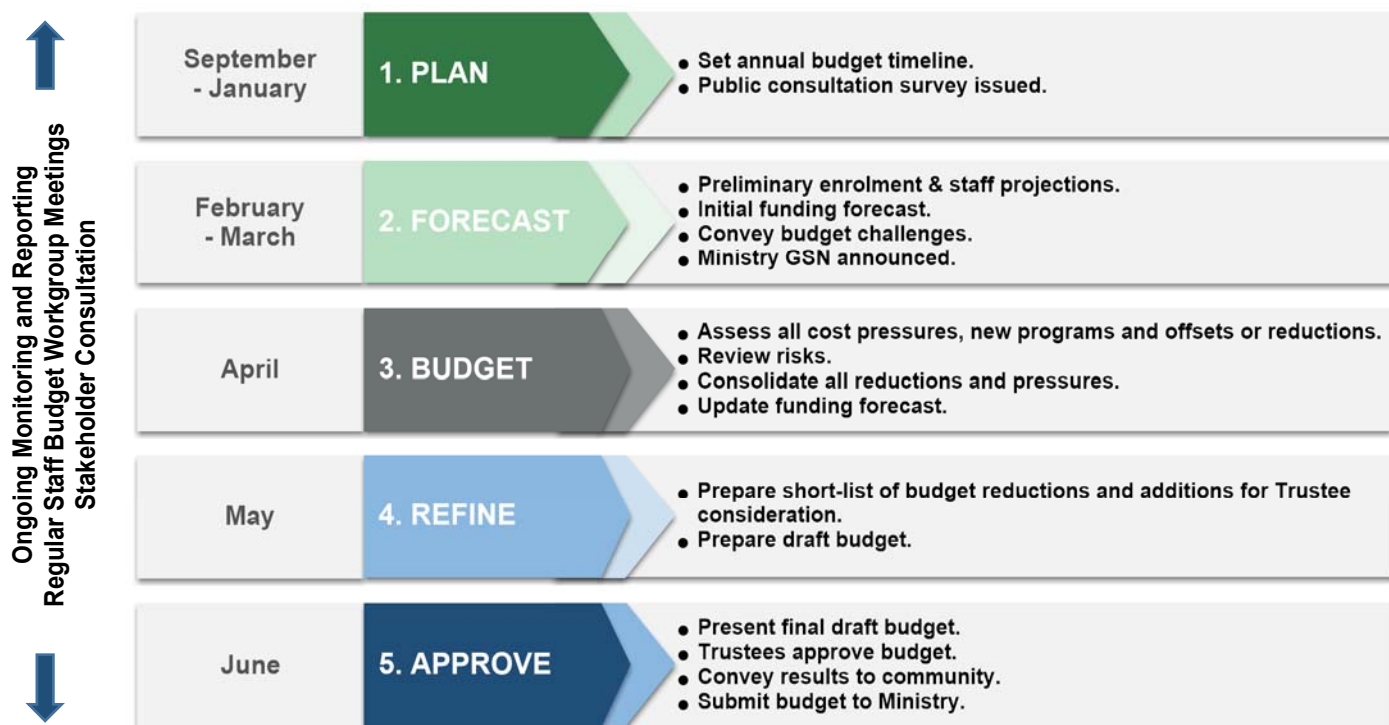 Ongoing Monitoring and Reporting
Regular Staff Budget Workgroup Meetings
Stakeholder Consultation
September
- January
1. PLAN
● Set annual budget timeline.
● Public consultation survey issued.
February
- March
2. FORECAST
● Preliminary enrolment & staff projections.
● Initial funding forecast.
● Convey budget challenges.
● Ministry GSN announced.
April
3. BUDGET
● Assess all cost pressures, new programs and offsets or reductions.
● Review risks.
● Consolidate all reductions and pressures.
● Update funding forecast.
May
4. REFINE
● Prepare short-list of budget reductions and additions for Trustee
consideration.
● Prepare draft budget.
June
5. APPROVE
● Present final draft budget.
● Trustees approve budget.
● Convey results to community.
● Submit budget to Ministry.